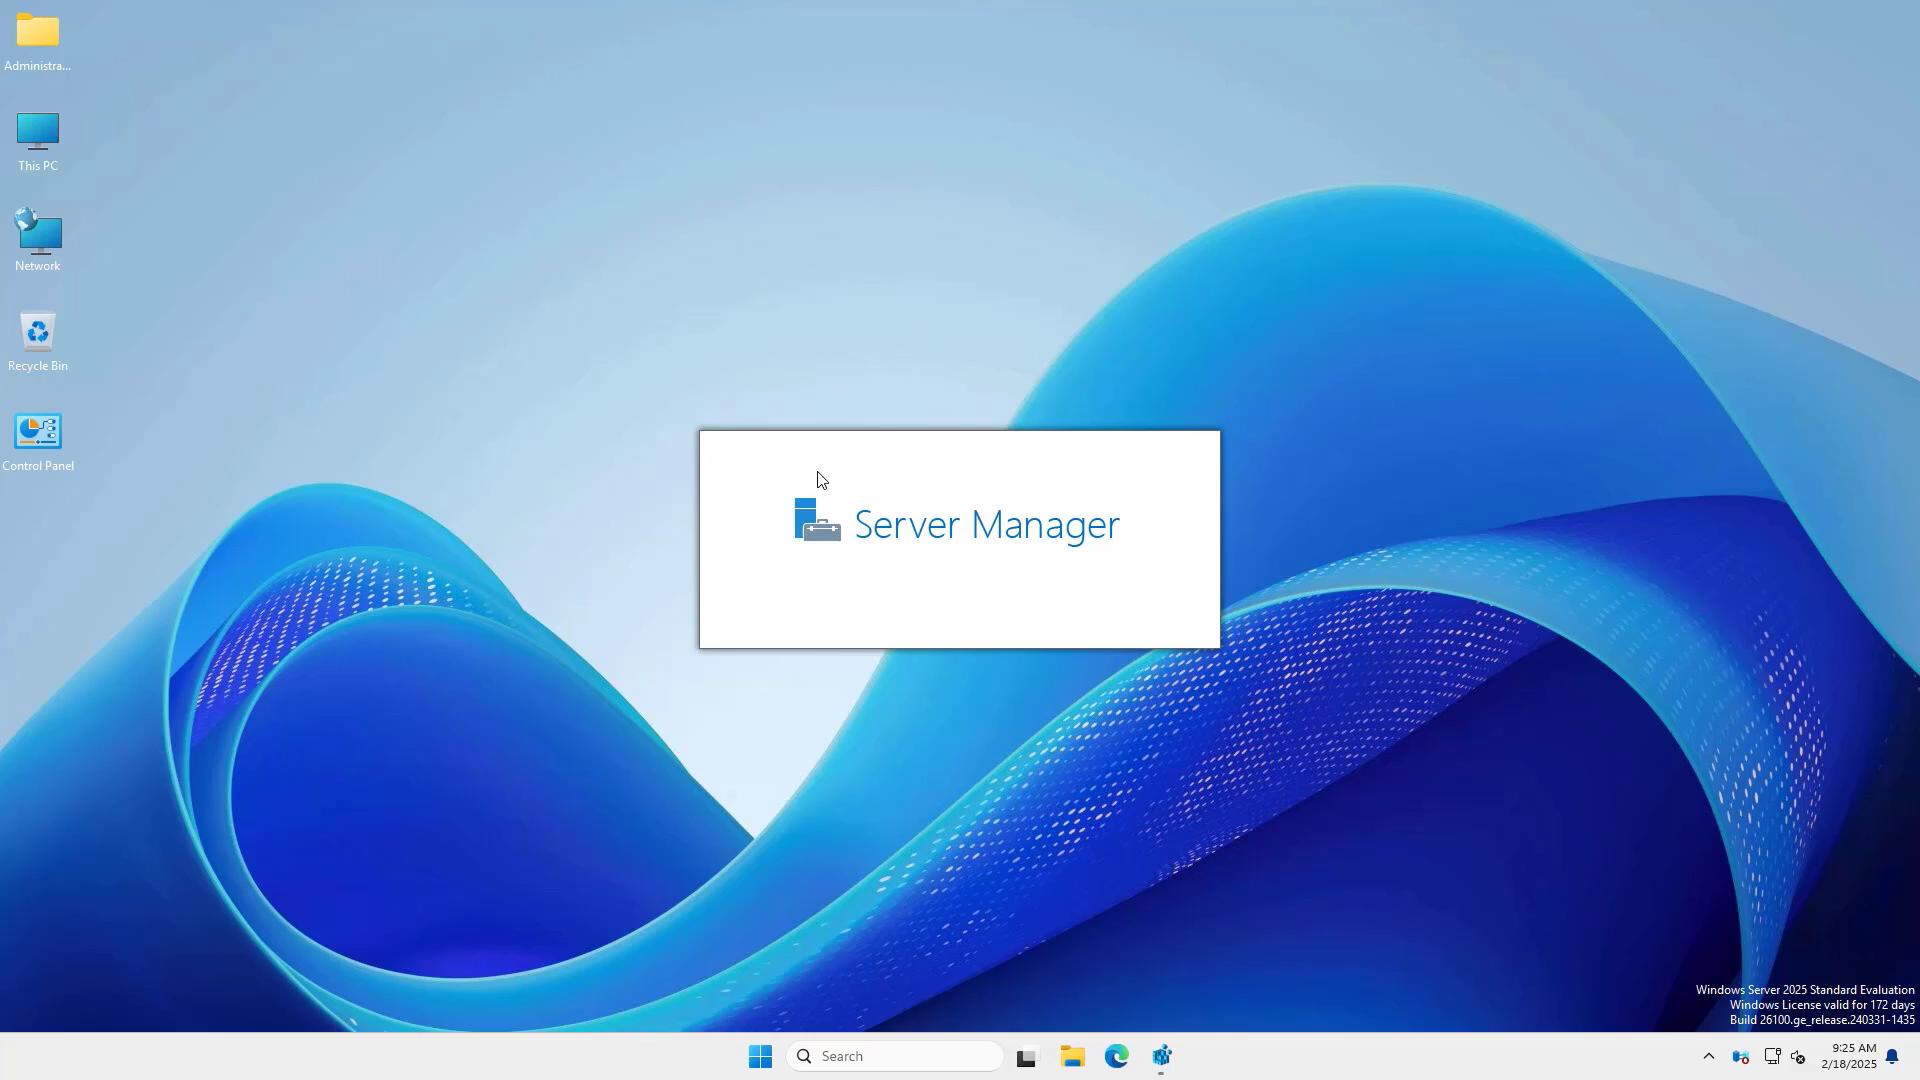 Administra...
This PC
Network
Recycle Bin
Control Panel
Server Manager
Windows Server 2025 Standard Evaluation
Windows License valid for 172 days
Build 26100.ge_release.240331-1435
Search
9:25 AM
2/18/2025